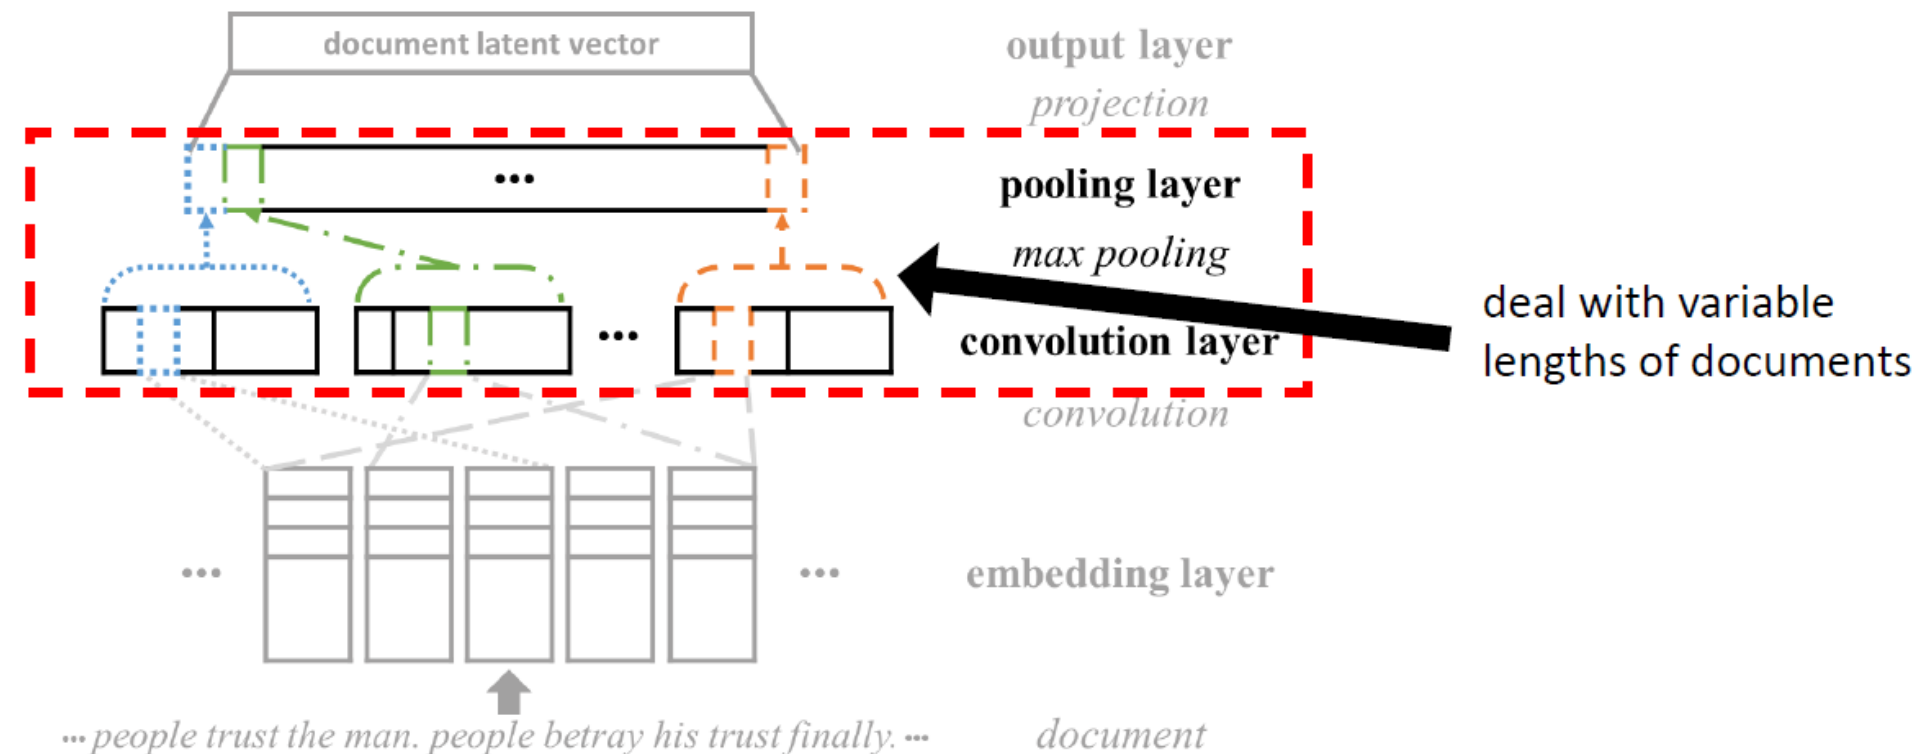 document latent vector
output layer
projection
...
pooling layer
max pooling
...
convolution layer
deal with variable
lengths of documents
convolution
...
...
embedding layer
... people trust the man. people betray his trust finally. ...
document